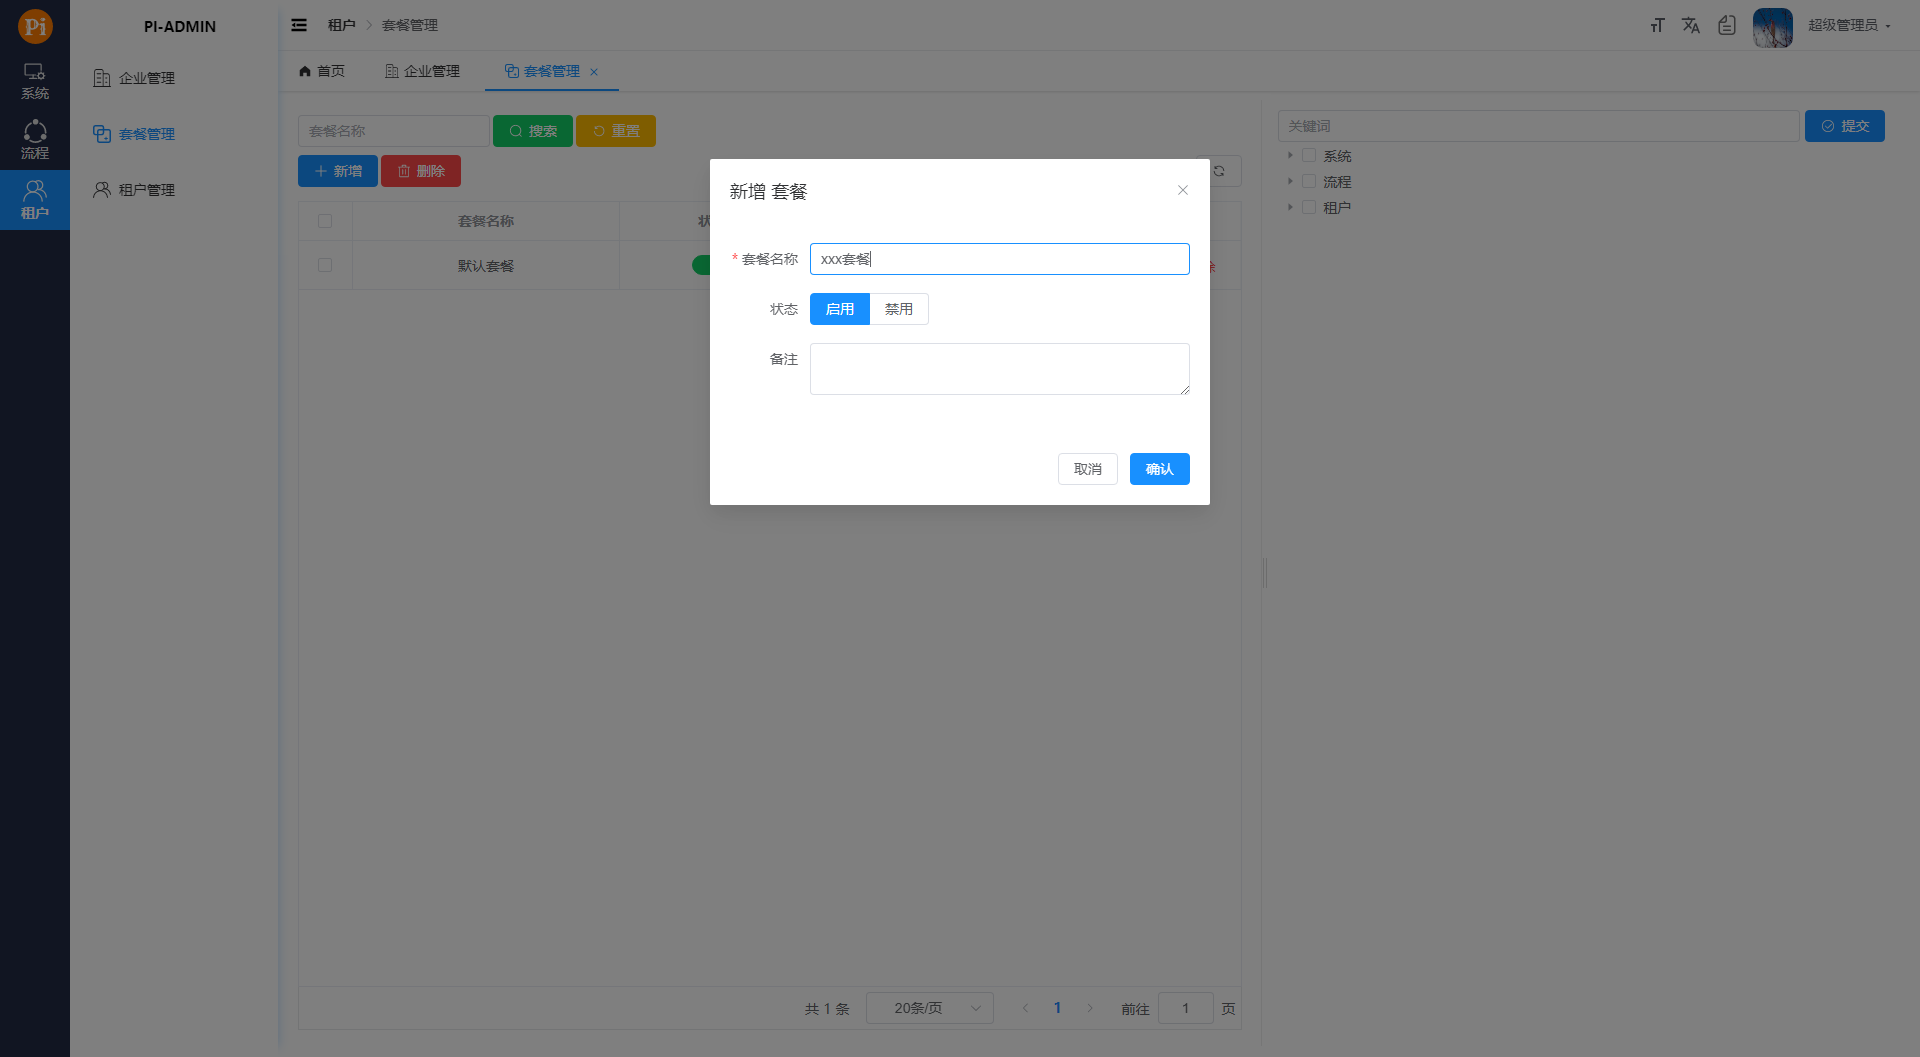 Pi
系统
流程
租户
PI-ADMIN
企业管理
套餐管理
租户管理
租户 > 套餐管理
超级管理员
首页
企业管理
套餐管理
套餐名称
搜索
重置
新增
删除
套餐名称
状
默认套餐
除
新增 套餐
* 套餐名称
xxx套餐
状态
启用
禁用
备注
取消
确认
关键词
提交
系统
流程
租户
共 1 条
20条/页
1
前往
1
页